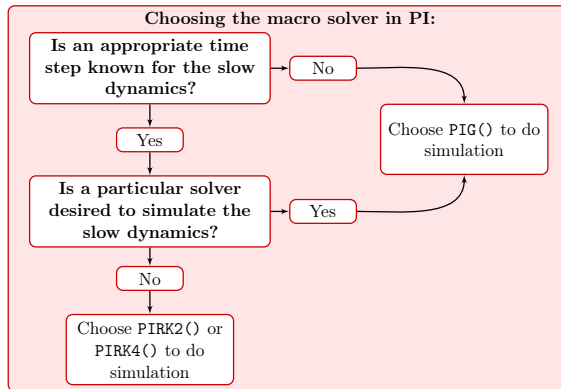 Choosing the macro solver in PI:
Is an appropriate time
step known for the slow
dynamics?
No
Choose PIG() to do
simulation
Yes
Is a particular solver
desired to simulate the
slow dynamics?
Yes
No
Choose PIRK2() or
PIRK4() to do
simulation